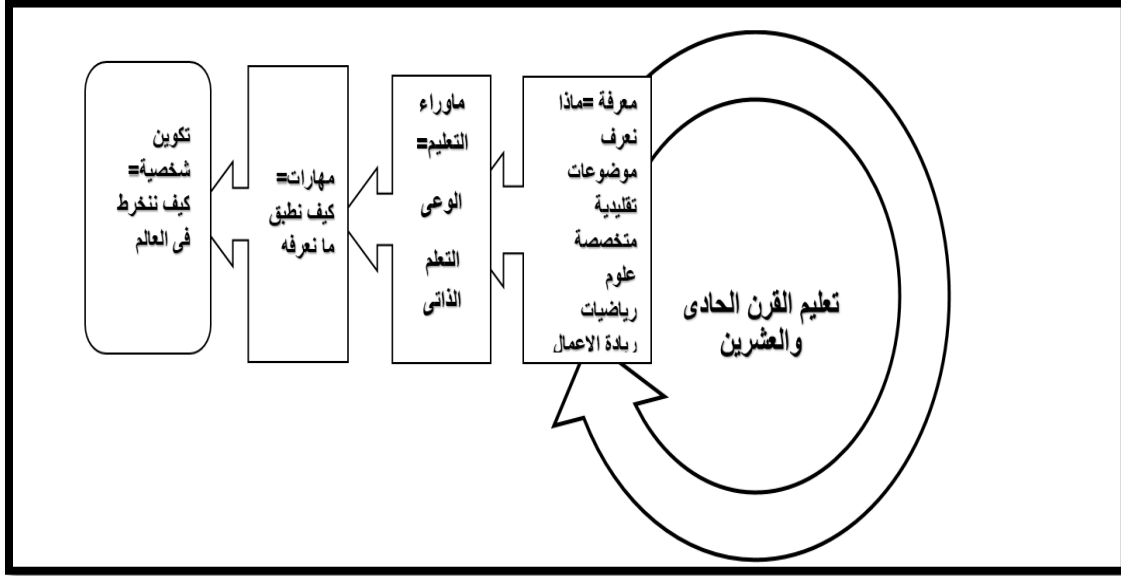 تعليم القرن الحادى
والعشرين
معرفة =ماذا
نعرف
موضوعات
تقليدية
متخصصة
علوم
رياضيات
ريادة الاعمال
ماوراء
التعليم=
الوعى
التعلم
الذاتى
مهارات=
كيف نطبق
ما نعرفه
تكوين
شخصية=
كيف ننخرط
فى العالم